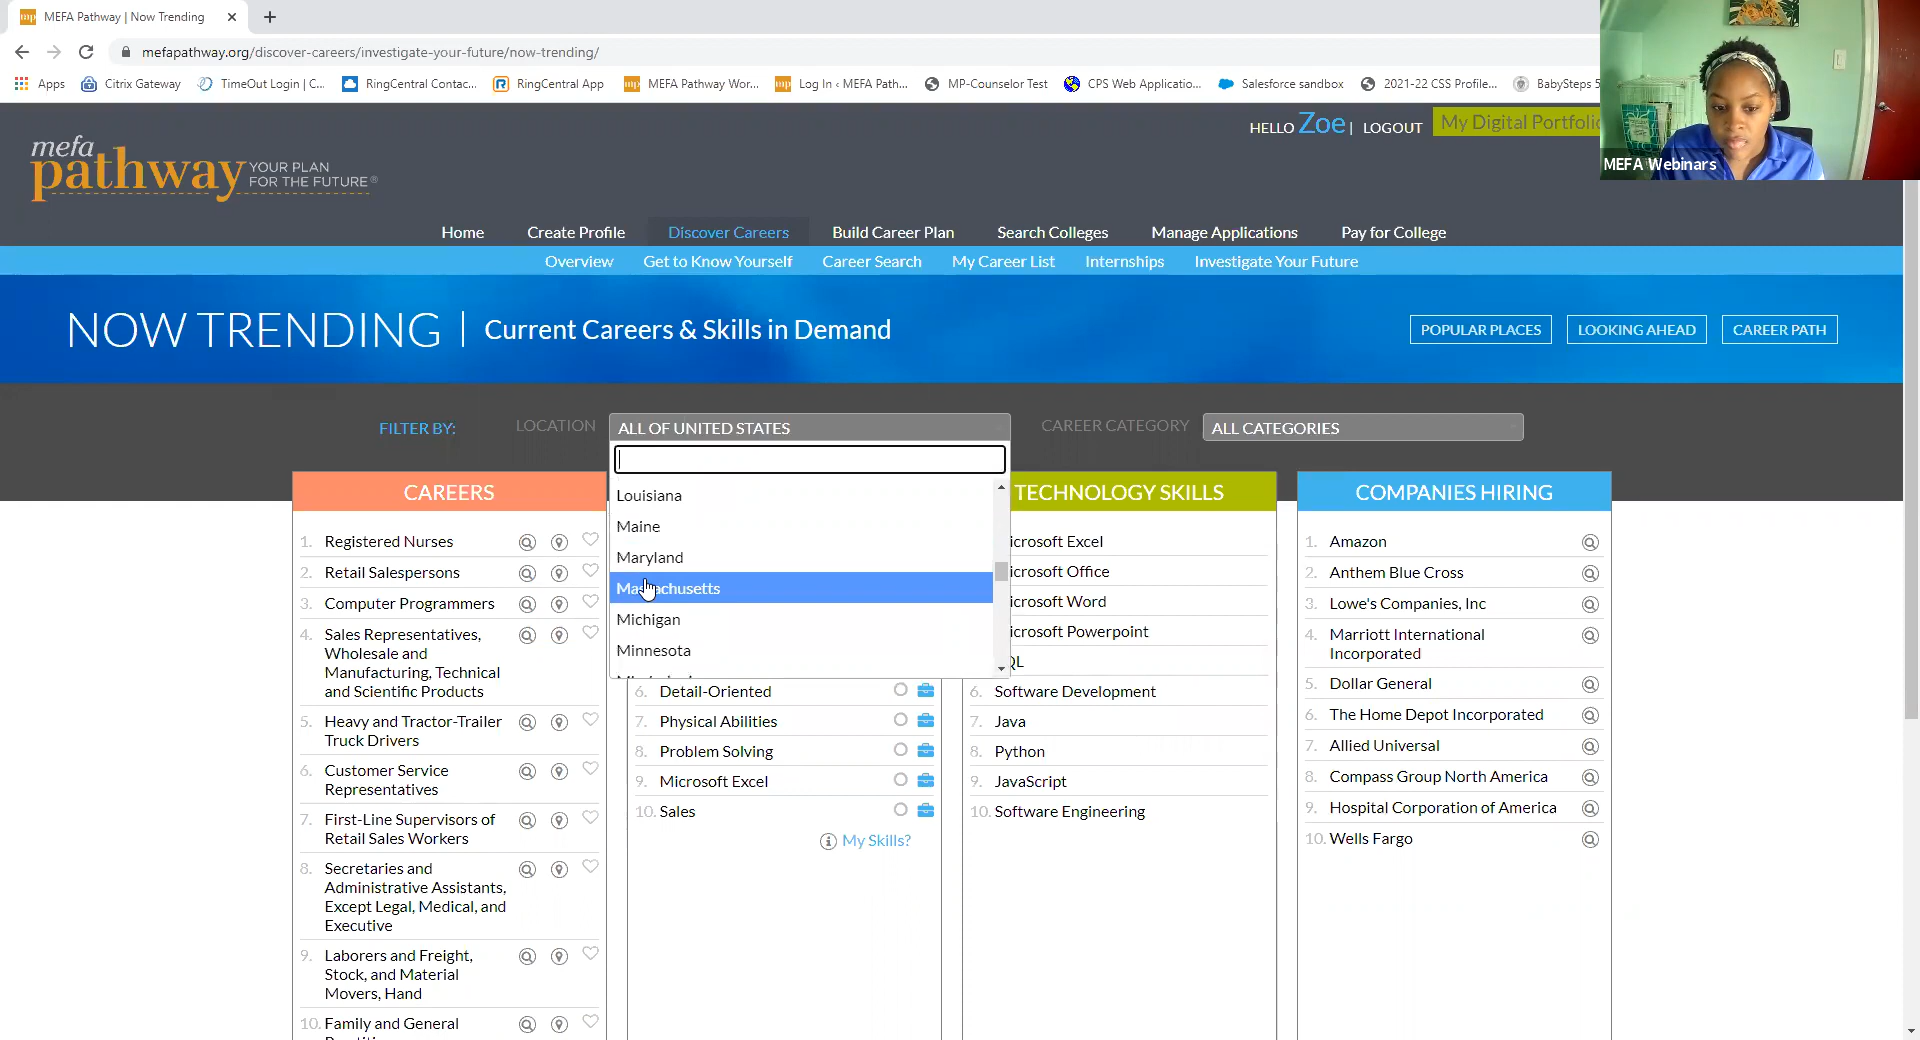 MEFA Pathway | Now Trending
mefapathway.org/discover-careers/investigate-your-future/now-trending/
Apps Citrix Gateway TimeOut Login | C... RingCentral Contac... RingCentral App MEFA Pathway Wor... Log In ‹ MEFA Path... MP-Counselor Test CPS Web Applicatio... Salesforce sandbox 2021-22 CSS Profile... BabySteps S
MEFA Webinars
HELLO Zoe | LOGOUT My Digital Portfolio
mefa
pathway YOUR PLAN
FOR THE FUTURE®
Home Create Profile Discover Careers Build Career Plan Search Colleges Manage Applications Pay for College
Overview Get to Know Yourself Career Search My Career List Internships Investigate Your Future
NOW TRENDING | Current Careers & Skills in Demand
POPULAR PLACES LOOKING AHEAD CAREER PATH
FILTER BY: LOCATION ALL OF UNITED STATES CAREER CATEGORY ALL CATEGORIES
Louisiana
Maine
Maryland
Massachusetts
Michigan
Minnesota
CAREERS
1. Registered Nurses
2. Retail Salespersons
3. Computer Programmers
4. Sales Representatives,
Wholesale and
Manufacturing, Technical
and Scientific Products
5. Heavy and Tractor-Trailer
Truck Drivers
6. Customer Service
Representatives
7. First-Line Supervisors of
Retail Sales Workers
8. Secretaries and
Administrative Assistants,
Except Legal, Medical, and
Executive
9. Laborers and Freight,
Stock, and Material
Movers, Hand
10. Family and General
6. Detail-Oriented
7. Physical Abilities
8. Problem Solving
9. Microsoft Excel
10. Sales
My Skills?
TECHNOLOGY SKILLS
icrosoft Excel
icrosoft Office
icrosoft Word
icrosoft Powerpoint
QL
6. Software Development
7. Java
8. Python
9. JavaScript
10. Software Engineering
COMPANIES HIRING
1. Amazon
2. Anthem Blue Cross
3. Lowe's Companies, Inc
4. Marriott International
Incorporated
5. Dollar General
6. The Home Depot Incorporated
7. Allied Universal
8. Compass Group North America
9. Hospital Corporation of America
10. Wells Fargo